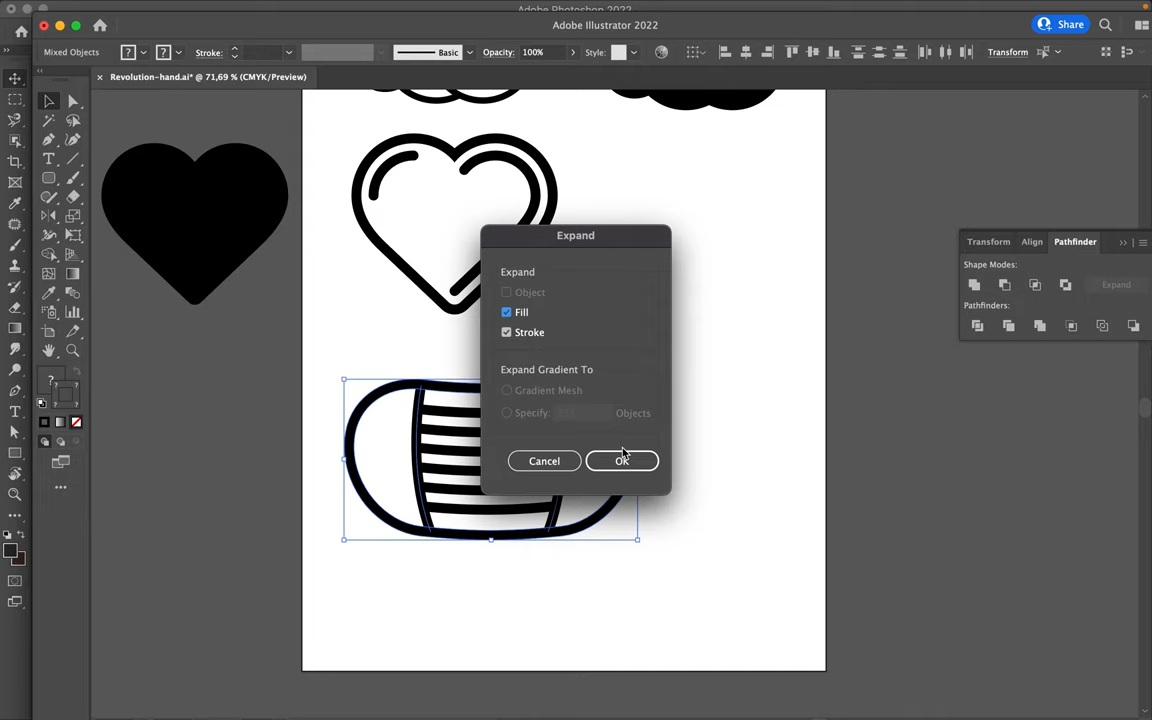 Adobe Photoshop 2022
Adobe Illustrator 2022
Share
Mixed Objects
?
?
Stroke:
Basic
Opacity:
100%
Style:
Transform
Revolution-hand.ai* @ 71,69 % (CMYK/Preview)
Expand
Expand
Object
Fill
Stroke
Expand Gradient To
Gradient Mesh
Specify:
Objects
Cancel
OK
Transform
Align
Pathfinder
Shape Modes:
Expand
Pathfinders: